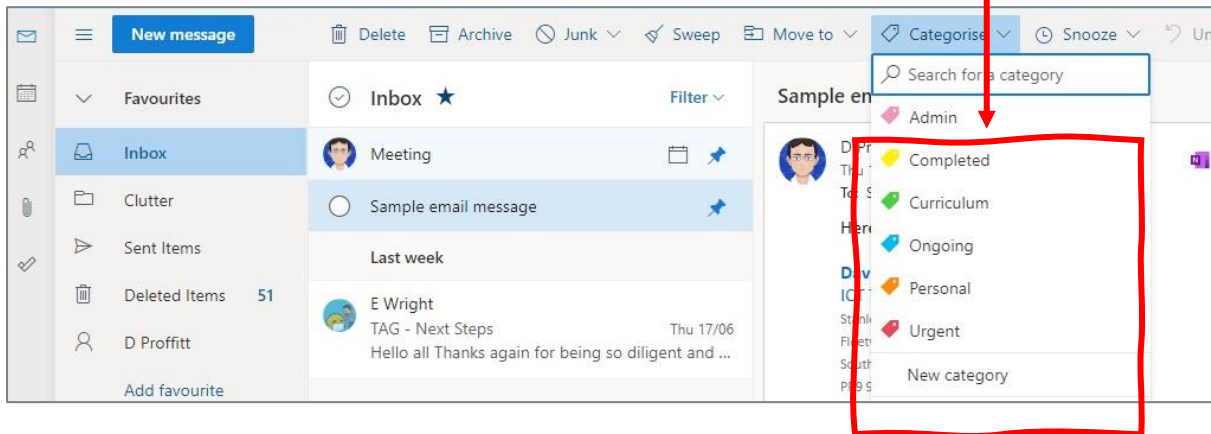 New message
Delete Archive Junk Sweep Move to Categorise Snooze
Favourites
Inbox
Clutter
Sent Items
Deleted Items 51
D Proffitt
Add favourite
Inbox Filter
Meeting
Sample email message
Last week
E Wright
TAG - Next Steps Thu 17/06
Hello all Thanks again for being so diligent and ...
Sample
Search for a category
Admin
Completed
Curriculum
Ongoing
Personal
Urgent
New category